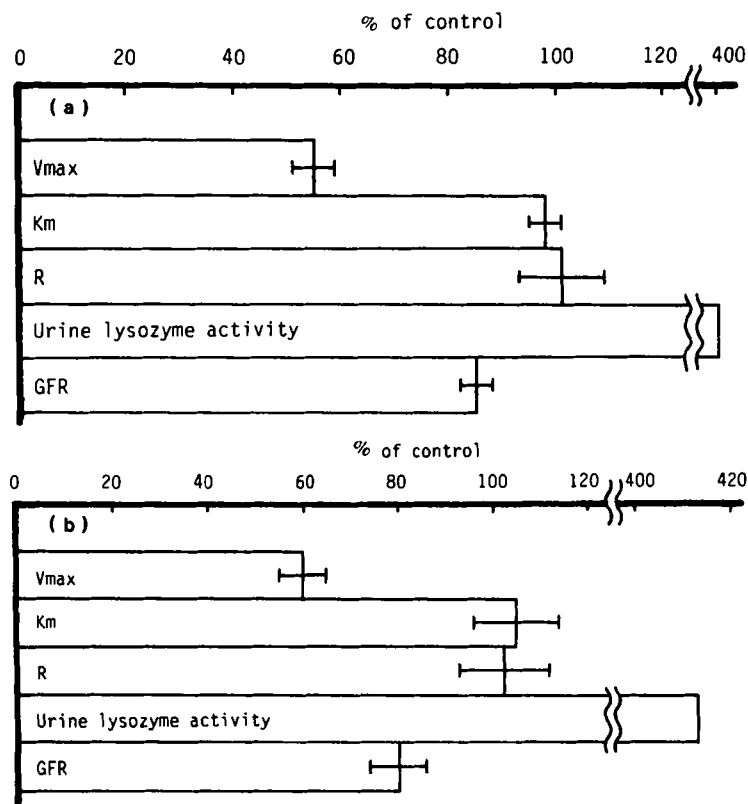 % of control
0 20 40 60 80 100 120 400
(a)
Vmax
Km
R
Urine lysozyme activity
GFR
% of control
0 20 40 60 80 100 120 400 420
(b)
Vmax
Km
R
Urine lysozyme activity
GFR